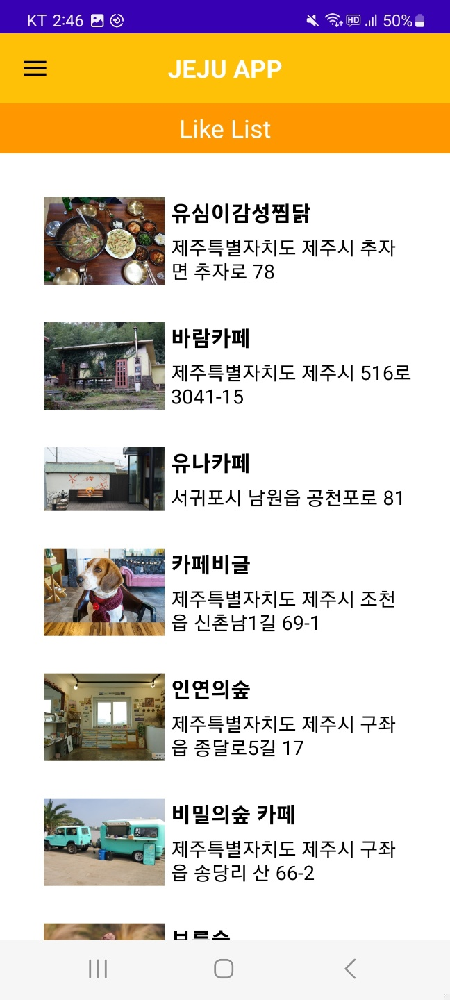 KT 2:46
HD 50%
JEJU APP
Like List
유심이감성찜닭
제주특별자치도 제주시 추자
면 추자로 78
바람카페
제주특별자치도 제주시 516로
3041-15
유나카페
서귀포시 남원읍 공천포로 81
카페비글
제주특별자치도 제주시 조천
읍 신촌남1길 69-1
인연의숲
제주특별자치도 제주시 구좌
읍 종달로5길 17
비밀의숲 카페
제주특별자치도 제주시 구좌
읍 송당리 산 66-2